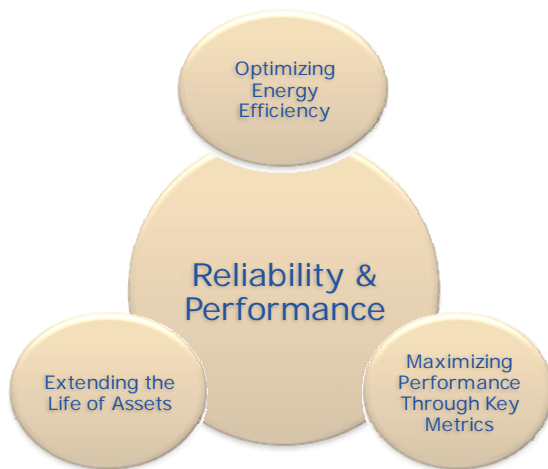 Optimizing
Energy
Efficiency
Reliability &
Performance
Extending the
Life of Assets
Maximizing
Performance
Through Key
Metrics